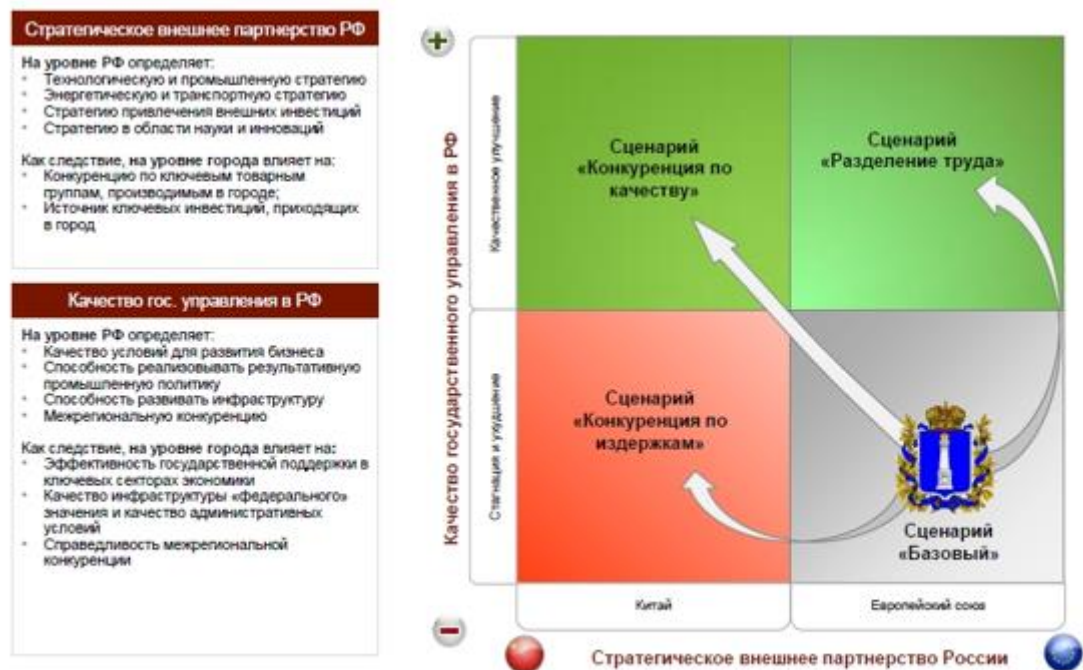 Стратегическое внешнее партнерство РФ
На уровне РФ определяет:
• Технологическую и промышленную стратегию
• Энергетическую и транспортную стратегию
• Стратегию привлечения внешних инвестиций
• Стратегию в области науки и инноваций
Как следствие, на уровне города влияет на:
• Конкуренцию по ключевым товарным
группам, производимым в городе;
• Источник ключевых инвестиций, приходящих
в город
Качество гос. управления в РФ
На уровне РФ определяет:
• Качество условий для развития бизнеса
• Способность реализовывать результативную
промышленную политику
• Способность развивать инфраструктуру
• Межрегиональную конкуренцию
Как следствие, на уровне города влияет на:
• Эффективность государственной поддержки в
ключевых секторах экономики
• Качество инфраструктуры «федерального»
значения и качество административных
условий
• Справедливость межрегиональной
конкуренции
Качество государственного управления в РФ
Качественное улучшение
Стагнация и ухудшение
Сценарий
«Конкуренция по
качеству»
Сценарий
«Разделение труда»
Сценарий
«Конкуренция по
издержкам»
Сценарий
«Базовый»
Китай
Европейский союз
Стратегическое внешнее партнерство России